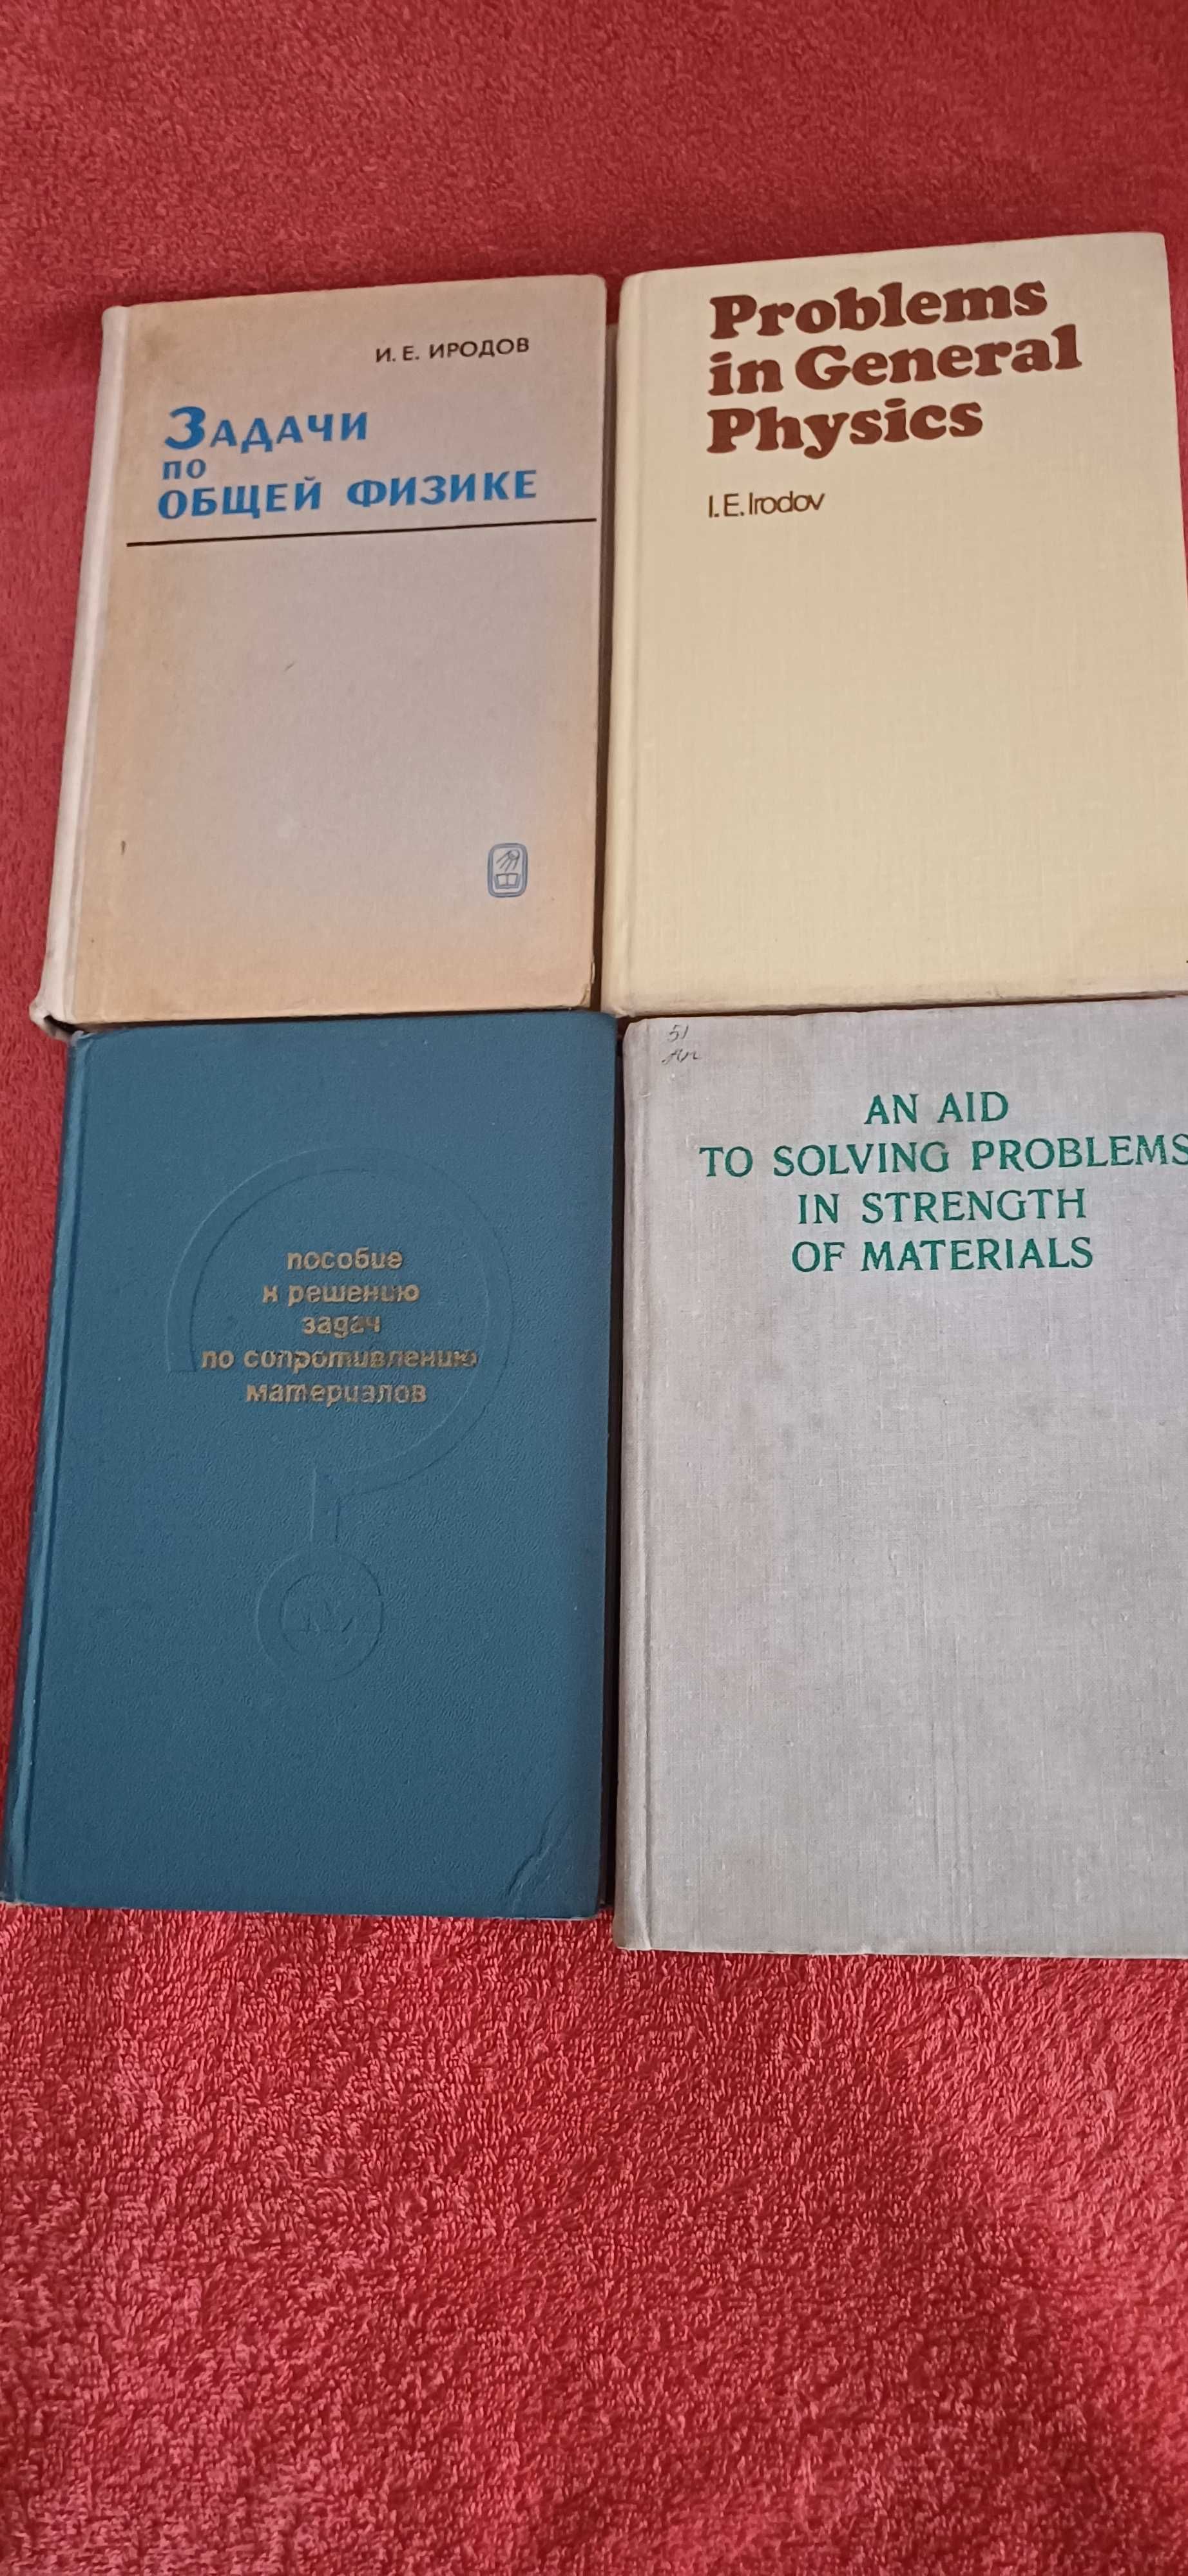 И. Е. ИРОДОВ
ЗАДАЧИ
ПО
ОБЩЕЙ ФИЗИКЕ
Problems
in General
Physics
I. E. Irodov
пособие
к решению
задач
по сопротивлению
материалов
51
AN AID
TO SOLVING PROBLEMS
IN STRENGTH
OF MATERIALS